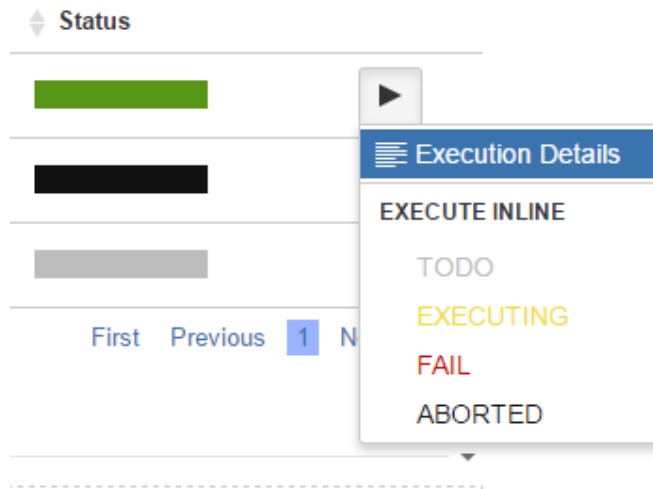 Status
Execution Details
EXECUTE INLINE
TODO
EXECUTING
First Previous 1 N
FAIL
ABORTED